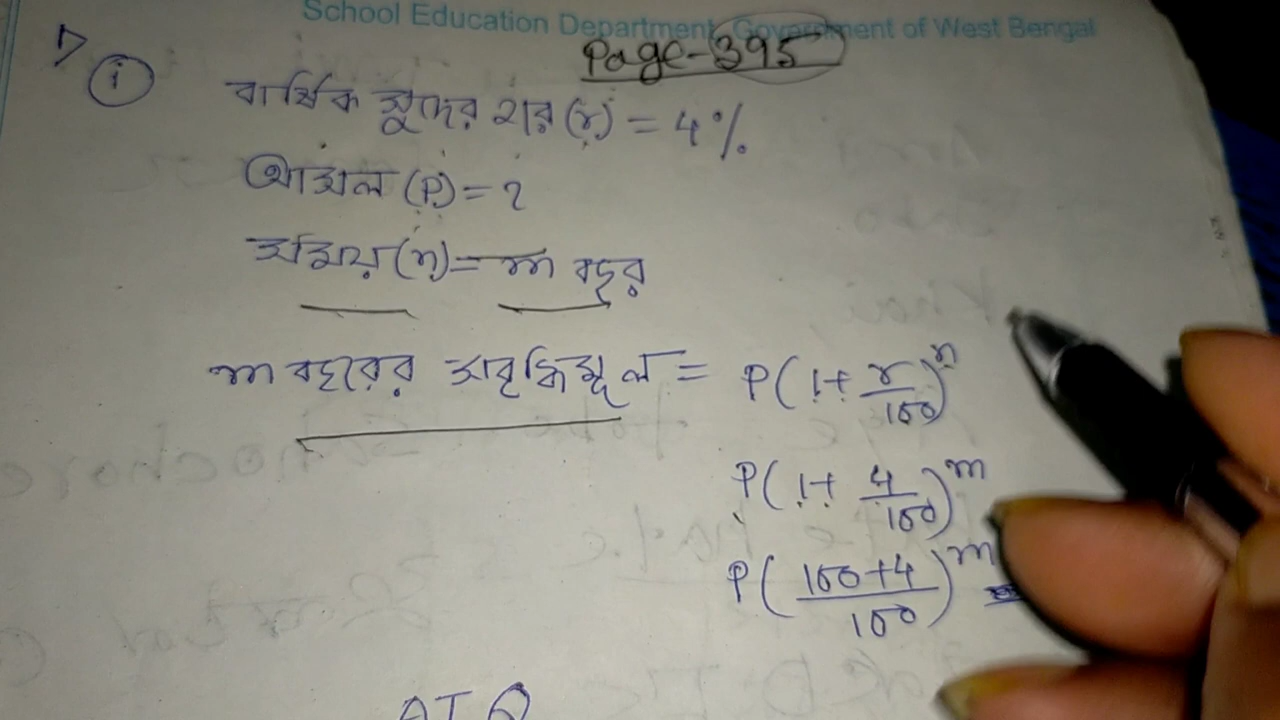 School Education Department, Government of West Bengal
Page-395
i
বার্ষিক সুদের হার(r) = 4%
আসল (P) = ?
সময়(n) = m বছর
m বছরের সবৃদ্ধিমূল = P(1+ r/100)^n
P(1+ 4/100)^m
P(100+4/100)^m =
ATQ